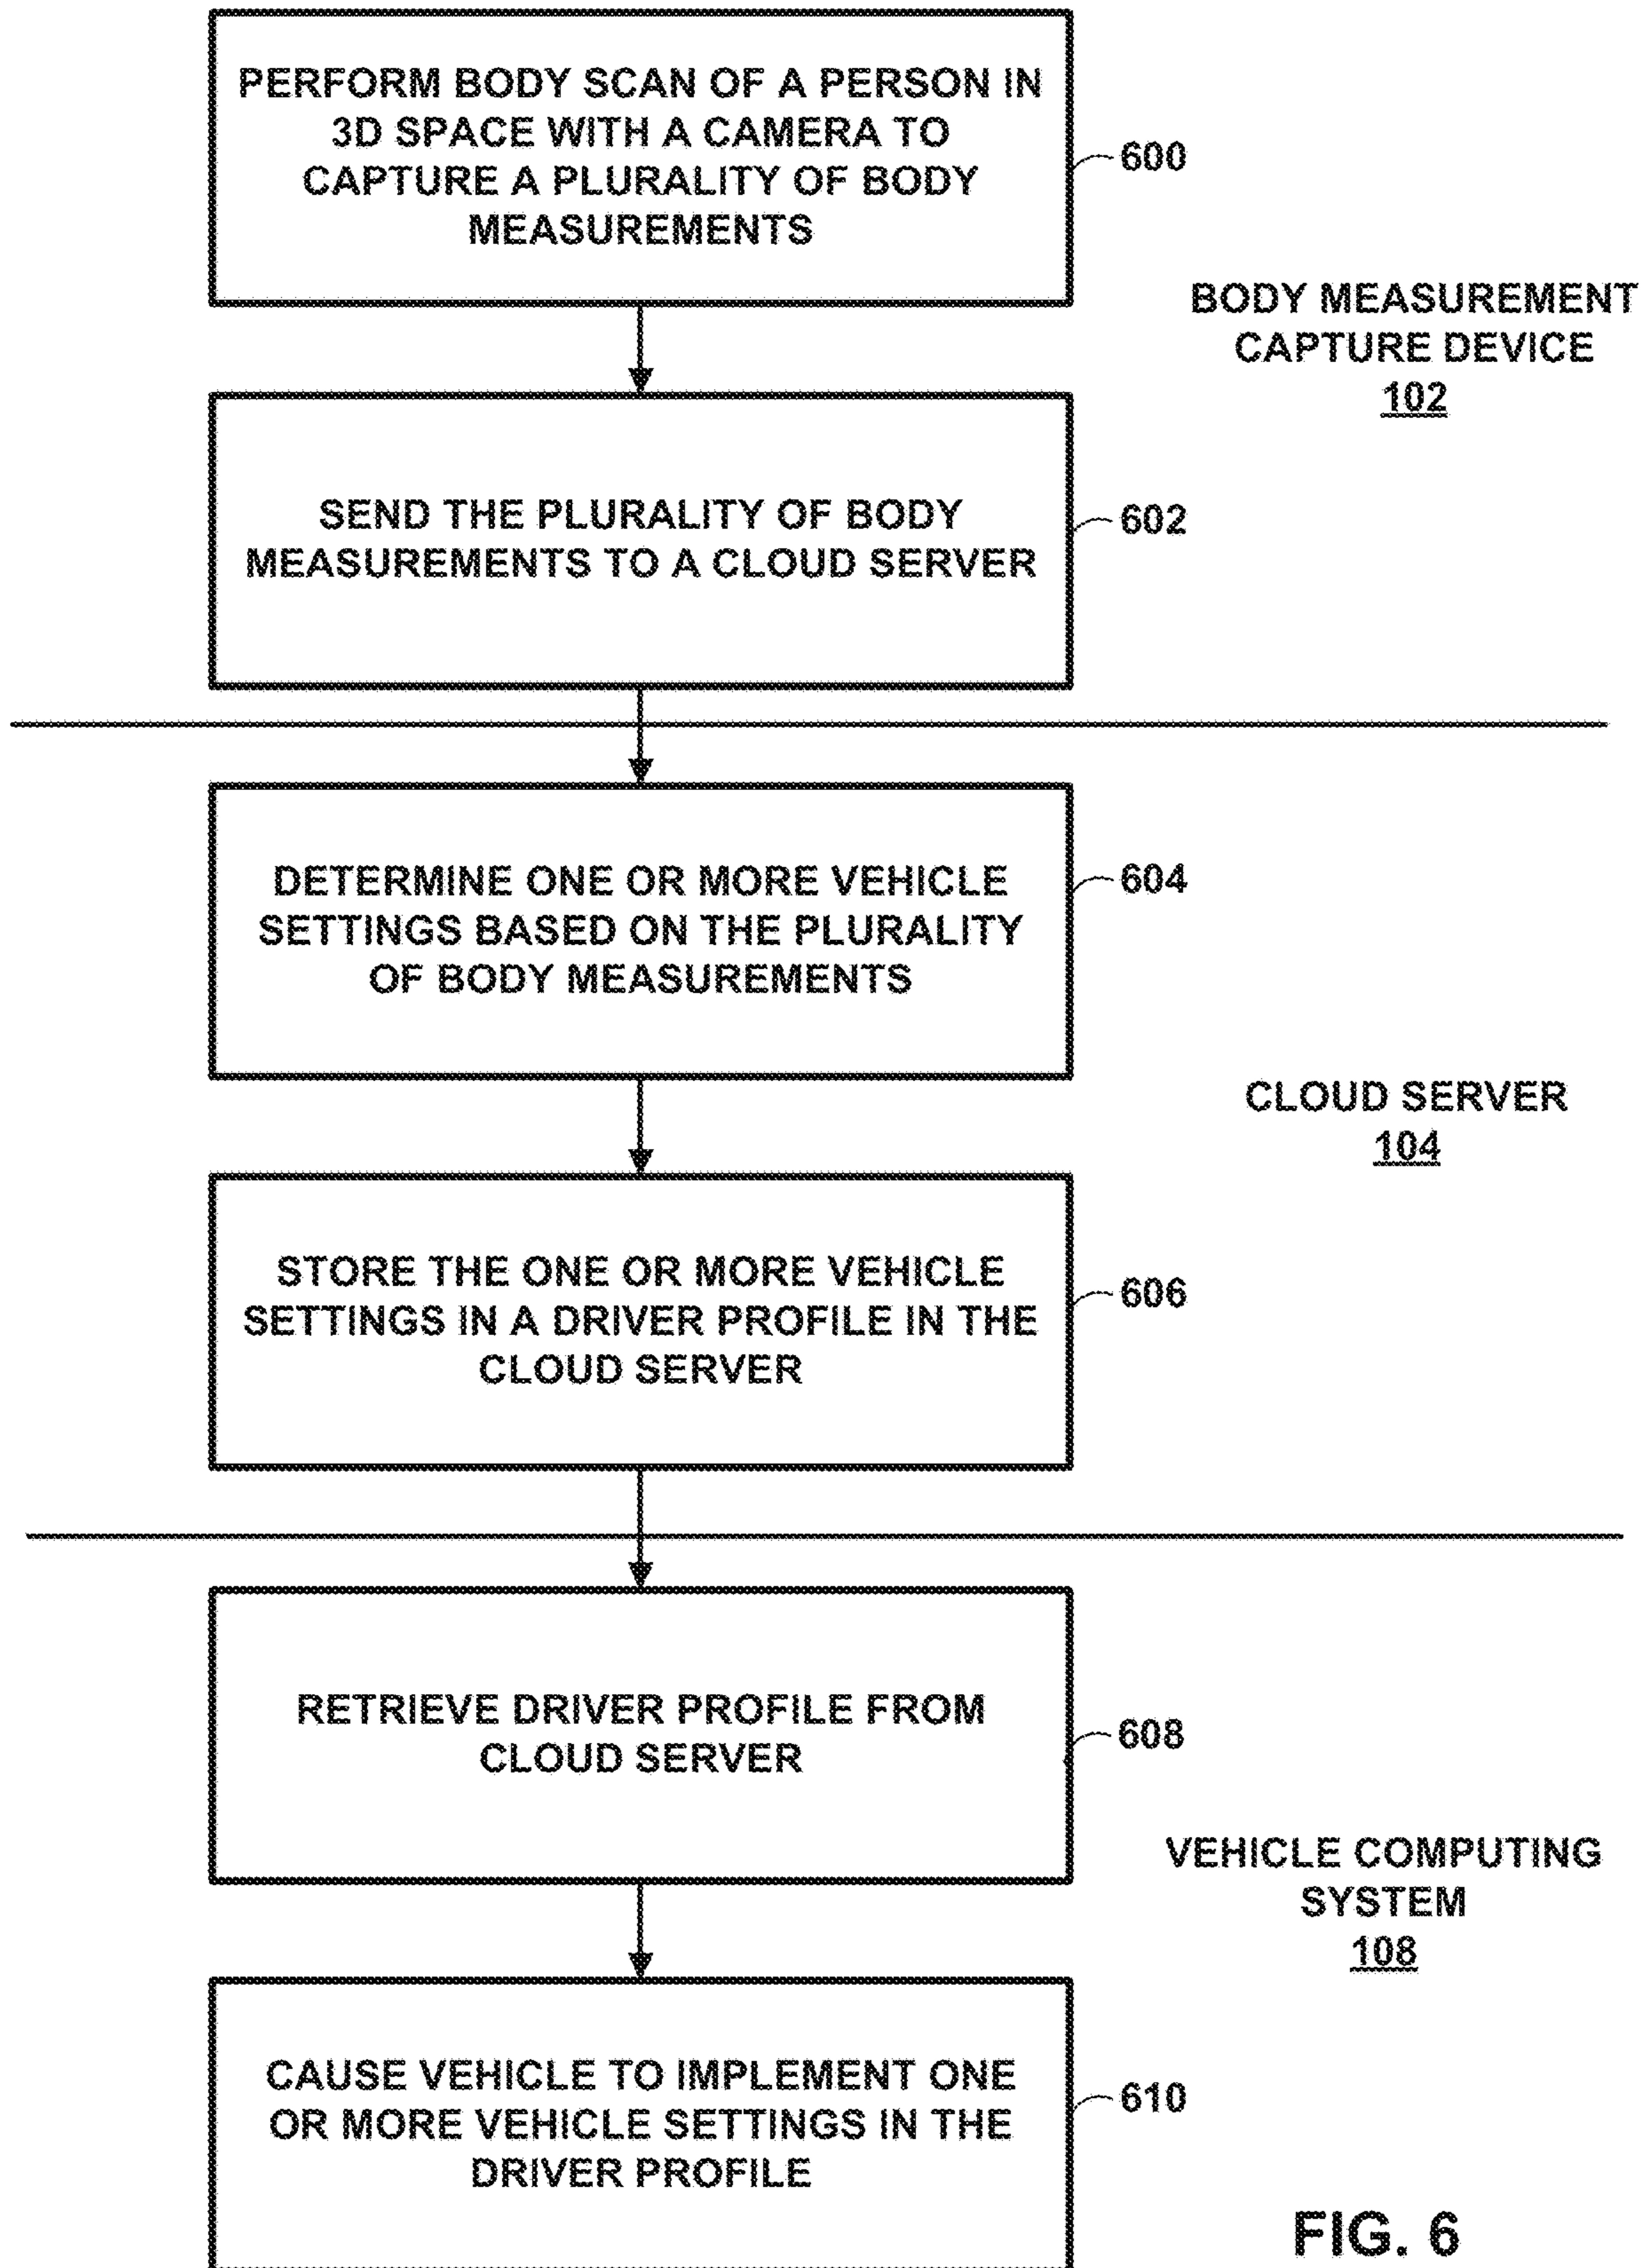 PERFORM BODY SCAN OF A PERSON IN
3D SPACE WITH A CAMERA TO
CAPTURE A PLURALITY OF BODY
MEASUREMENTS
600
BODY MEASUREMENT
CAPTURE DEVICE
102
SEND THE PLURALITY OF BODY
MEASUREMENTS TO A CLOUD SERVER
602
DETERMINE ONE OR MORE VEHICLE
SETTINGS BASED ON THE PLURALITY
OF BODY MEASUREMENTS
604
CLOUD SERVER
104
STORE THE ONE OR MORE VEHICLE
SETTINGS IN A DRIVER PROFILE IN THE
CLOUD SERVER
606
RETRIEVE DRIVER PROFILE FROM
CLOUD SERVER
608
VEHICLE COMPUTING
SYSTEM
108
CAUSE VEHICLE TO IMPLEMENT ONE
OR MORE VEHICLE SETTINGS IN THE
DRIVER PROFILE
610
FIG. 6